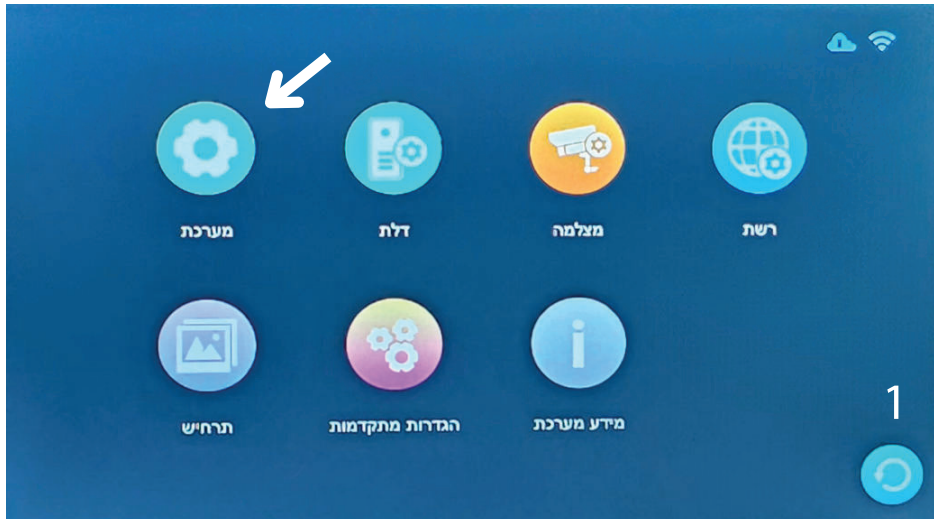 מערכת
דלת
מצלמה
רשת
תרחיש
הגדרות מתקדמות
מידע מערכת
1